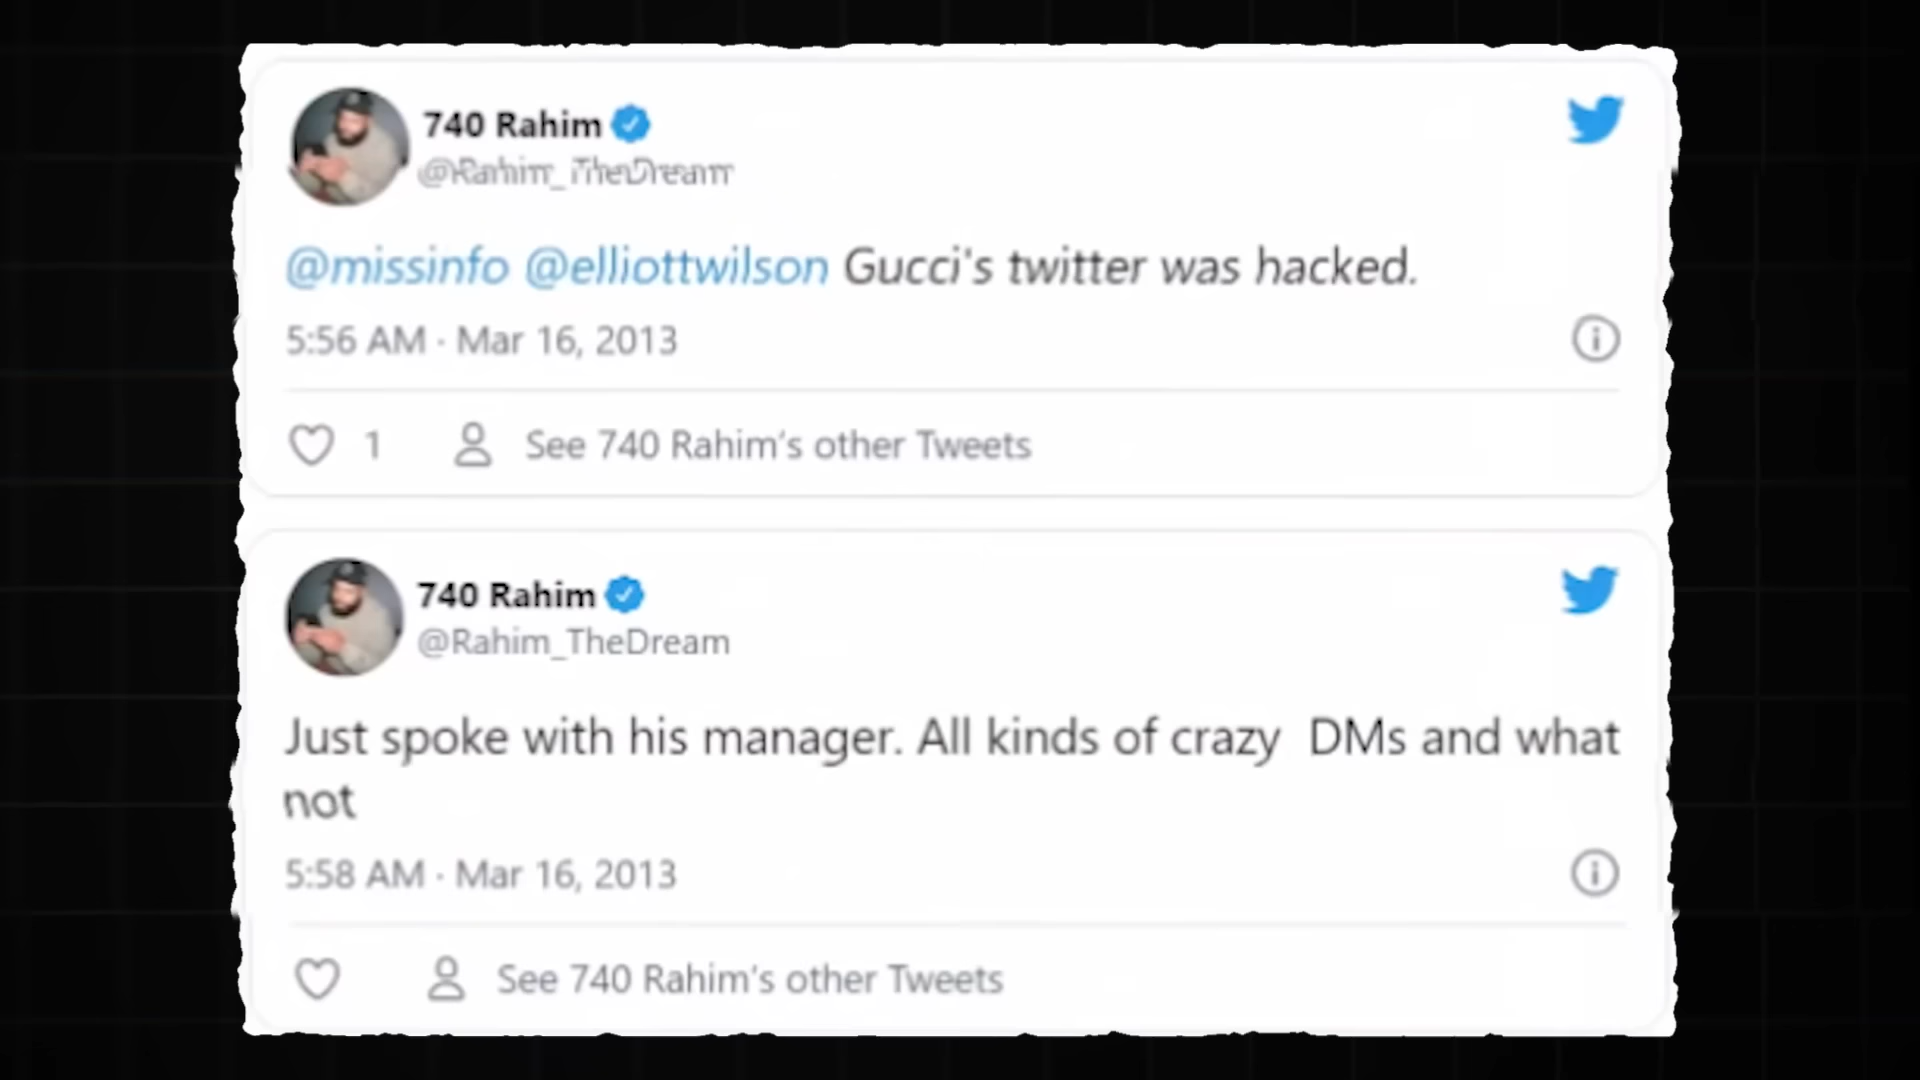 740 Rahim
@Rahim_TheDream
@missinfo @elliottwilson Gucci's twitter was hacked.
5:56 AM · Mar 16, 2013
1
See 740 Rahim's other Tweets
740 Rahim
@Rahim_TheDream
Just spoke with his manager. All kinds of crazy  DMs and what
not
5:58 AM · Mar 16, 2013
See 740 Rahim's other Tweets